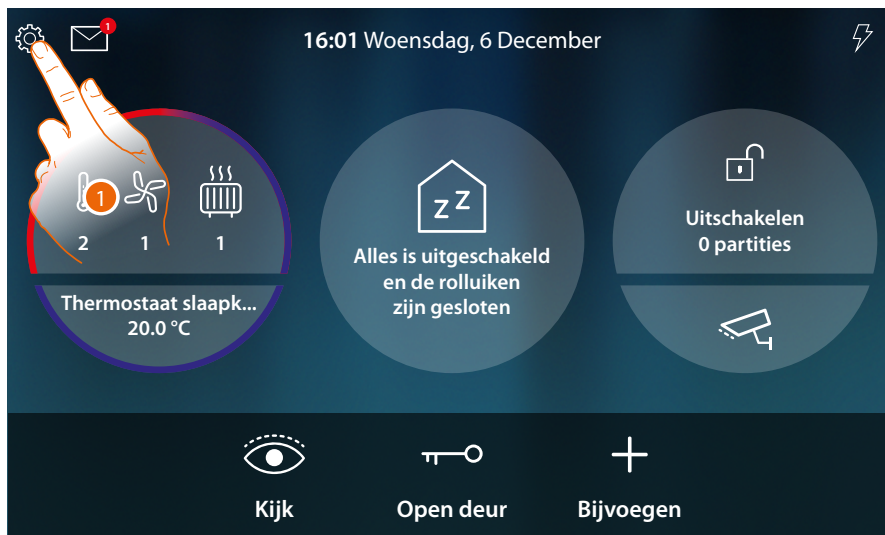 1
16:01 Woensdag, 6 December
1
2
1
1
Thermostaat slaapk...
20.0 °C
zZ
Alles is uitgeschakeld
en de rolluiken
zijn gesloten
Uitschakelen
0 partities
Kijk
Open deur
Bijvoegen